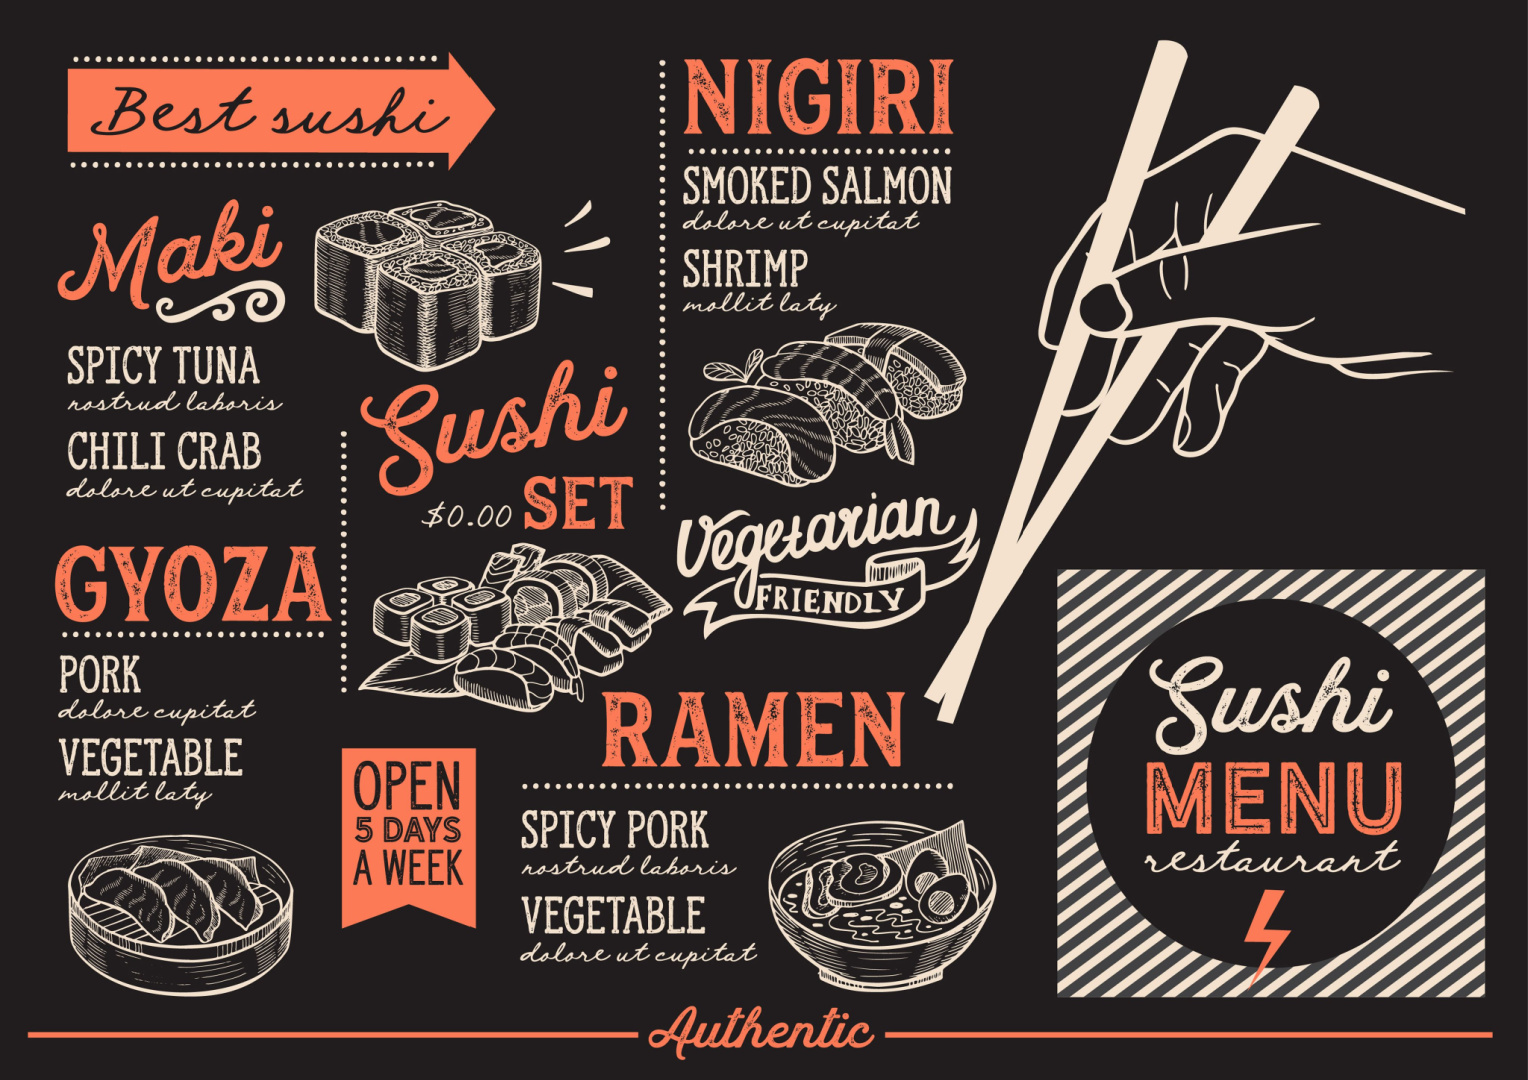 Best sushi
Maki
SPICY TUNA
nostrud laboris
CHILI CRAB
dolore ut cupitat
GYOZA
PORK
dolore cupitat
VEGETABLE
mollit laty
Sushi
$0.00 SET
OPEN
5 DAYS
A WEEK
NIGIRI
SMOKED SALMON
dolore ut cupitat
SHRIMP
mollit laty
Vegetarian
FRIENDLY
RAMEN
SPICY PORK
nostrud laboris
VEGETABLE
dolore ut cupitat
Sushi
MENU
restaurant
Authentic